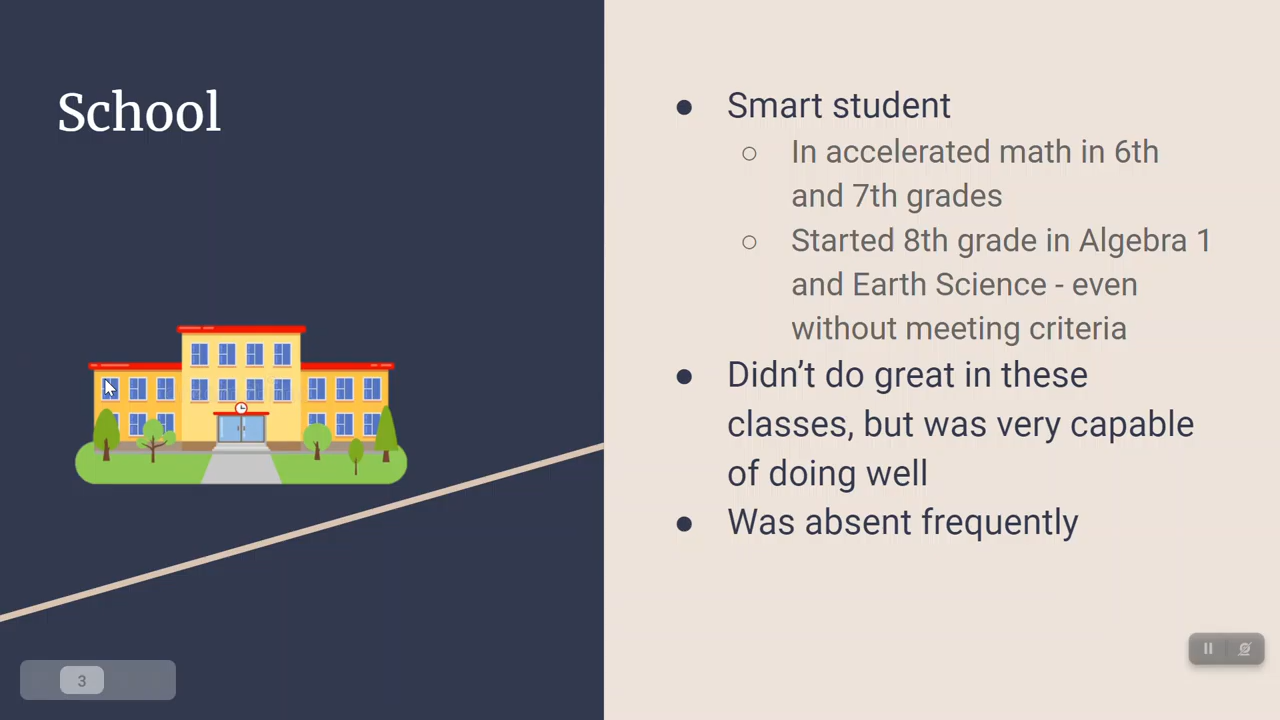 School
● Smart student
○ In accelerated math in 6th
and 7th grades
○ Started 8th grade in Algebra 1
and Earth Science - even
without meeting criteria
● Didn’t do great in these
classes, but was very capable
of doing well
● Was absent frequently
3